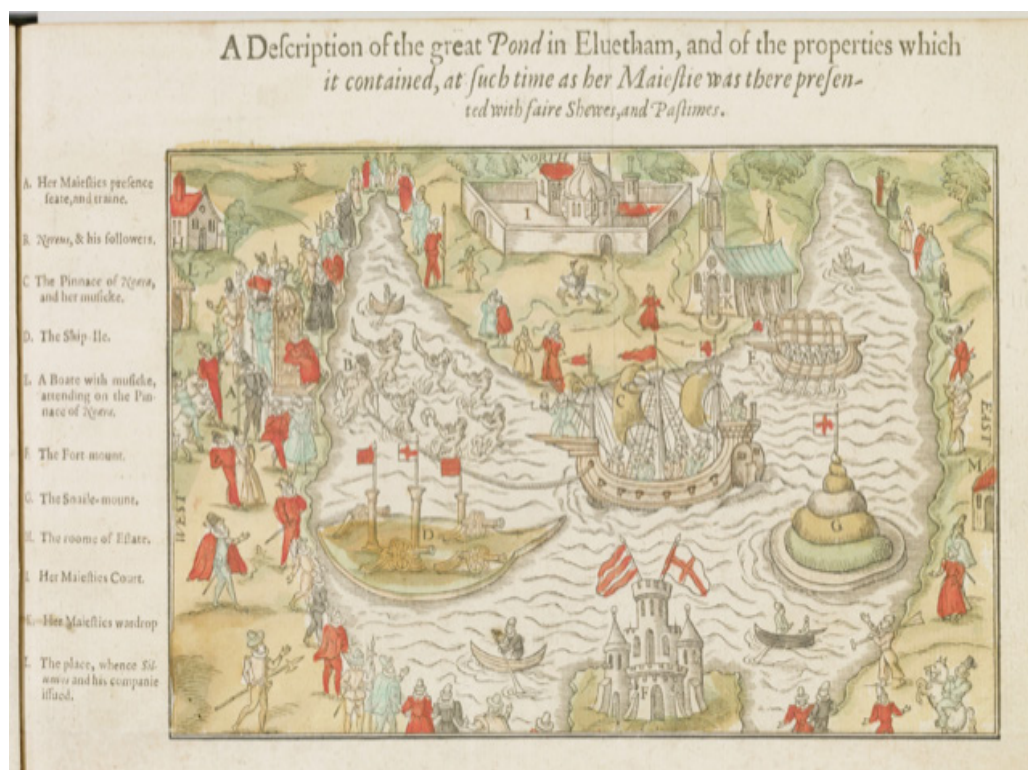 A Deſcription of the great Pond in Eluetham, and of the properties which
it contained, at ſuch time as her Maieſtie was there preſen-
ted with faire Shewes, and Paſtimes.
A. Her Maieſties preſence
ſeate, and traine.
B. Nereus, & his followers.
C The Pinnace of Neæra,
and her muſicke.
D. The Ship-Ile.
E. A Boate with muſicke,
attending on the Pin-
nace of Neæra.
F. The Fort-mount.
G. The Snaile-mount.
H. The roome of Eſtate.
I. Her Maieſties Court.
K. Her Maieſties wardrop
L. The place, whence Sil-
uanus and his companie
iſſued.
NORTH
I
H
L
K
B
E
C
A
EAST
WEST
M
G
D
F